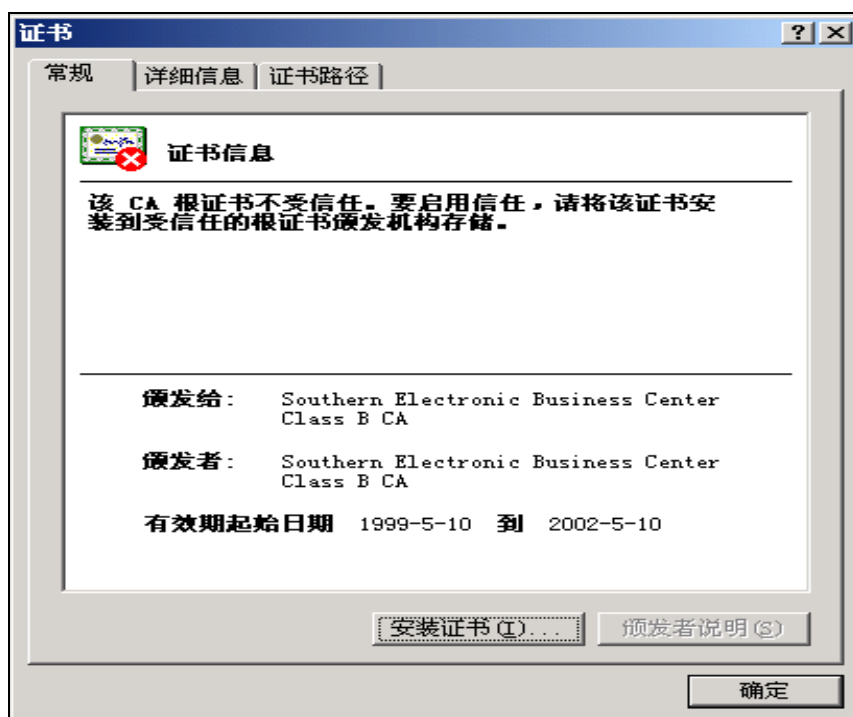 证书
常规 详细信息 证书路径
证书信息
该 CA 根证书不受信任。要启用信任，请将该证书安
装到受信任的根证书颁发机构存储。
颁发给: Southern Electronic Business Center
Class B CA
颁发者: Southern Electronic Business Center
Class B CA
有效期起始日期 1999-5-10 到 2002-5-10
安装证书(I)... 颁发者说明(S)
确定